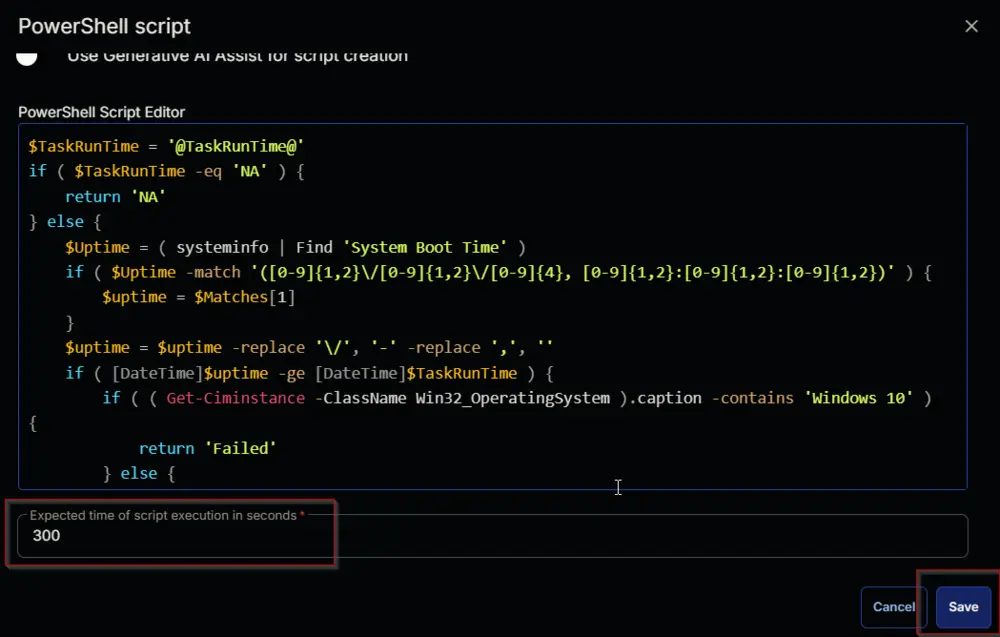 PowerShell script
Use Generative AI Assist for script creation
PowerShell Script Editor
$TaskRunTime = '@TaskRunTime@'
if ( $TaskRunTime -eq 'NA' ) {
    return 'NA'
} else {
    $Uptime = ( systeminfo | Find 'System Boot Time' )
    if ( $Uptime -match '([0-9]{1,2}\/[0-9]{1,2}\/[0-9]{4}, [0-9]{1,2}:[0-9]{1,2}:[0-9]{1,2})' ) {
        $uptime = $Matches[1]
    }
    $uptime = $uptime -replace '\/', '-' -replace ',', ''
    if ( [DateTime]$uptime -ge [DateTime]$TaskRunTime ) {
        if ( ( Get-Ciminstance -ClassName Win32_OperatingSystem ).caption -contains 'Windows 10' )
{
            return 'Failed'
        } else {
Expected time of script execution in seconds *
300
Cancel Save